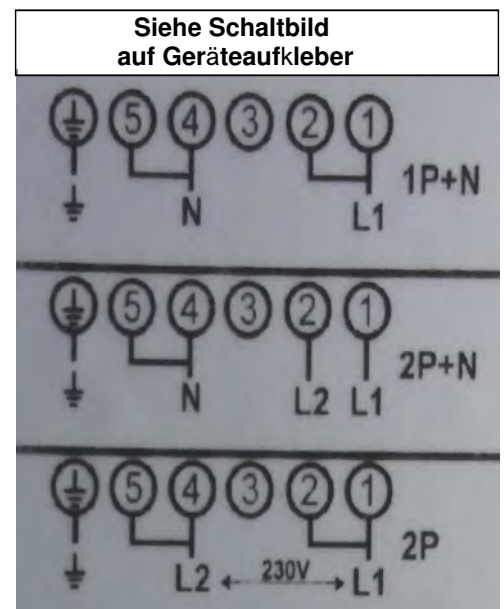 Siehe Schaltbild
auf Geräteaufkleber
5 4 3 2 1
1P+N
N L1
5 4 3 2 1
2P+N
N L2 L1
5 4 3 2 1
2P
L2 230V L1